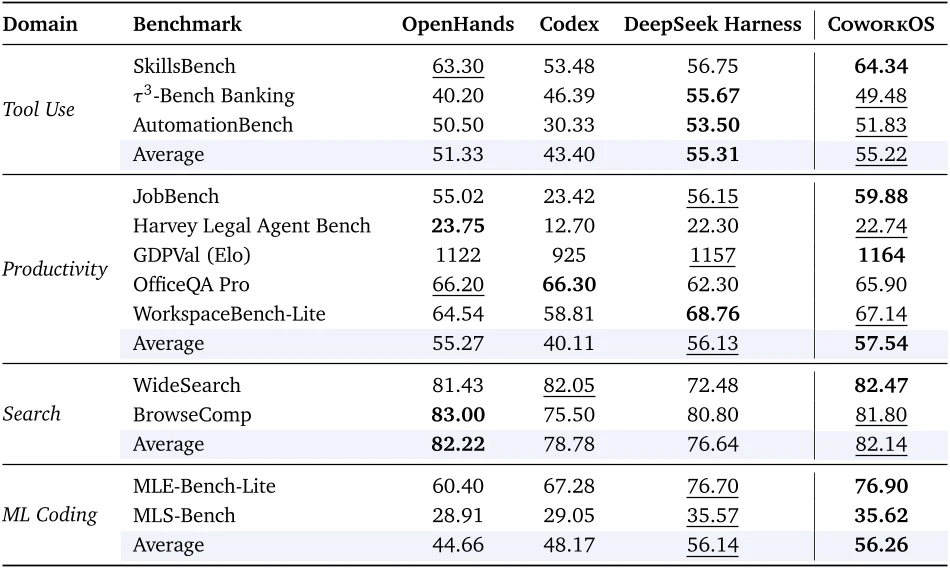 Domain Benchmark OpenHands Codex DeepSeek Harness CoworkOS
Tool Use
SkillsBench 63.30 53.48 56.75 64.34
τ³-Bench Banking 40.20 46.39 55.67 49.48
AutomationBench 50.50 30.33 53.50 51.83
Average 51.33 43.40 55.31 55.22
Productivity
JobBench 55.02 23.42 56.15 59.88
Harvey Legal Agent Bench 23.75 12.70 22.30 22.74
GDPVal (Elo) 1122 925 1157 1164
OfficeQA Pro 66.20 66.30 62.30 65.90
WorkspaceBench-Lite 64.54 58.81 68.76 67.14
Average 55.27 40.11 56.13 57.54
Search
WideSearch 81.43 82.05 72.48 82.47
BrowseComp 83.00 75.50 80.80 81.80
Average 82.22 78.78 76.64 82.14
ML Coding
MLE-Bench-Lite 60.40 67.28 76.70 76.90
MLS-Bench 28.91 29.05 35.57 35.62
Average 44.66 48.17 56.14 56.26